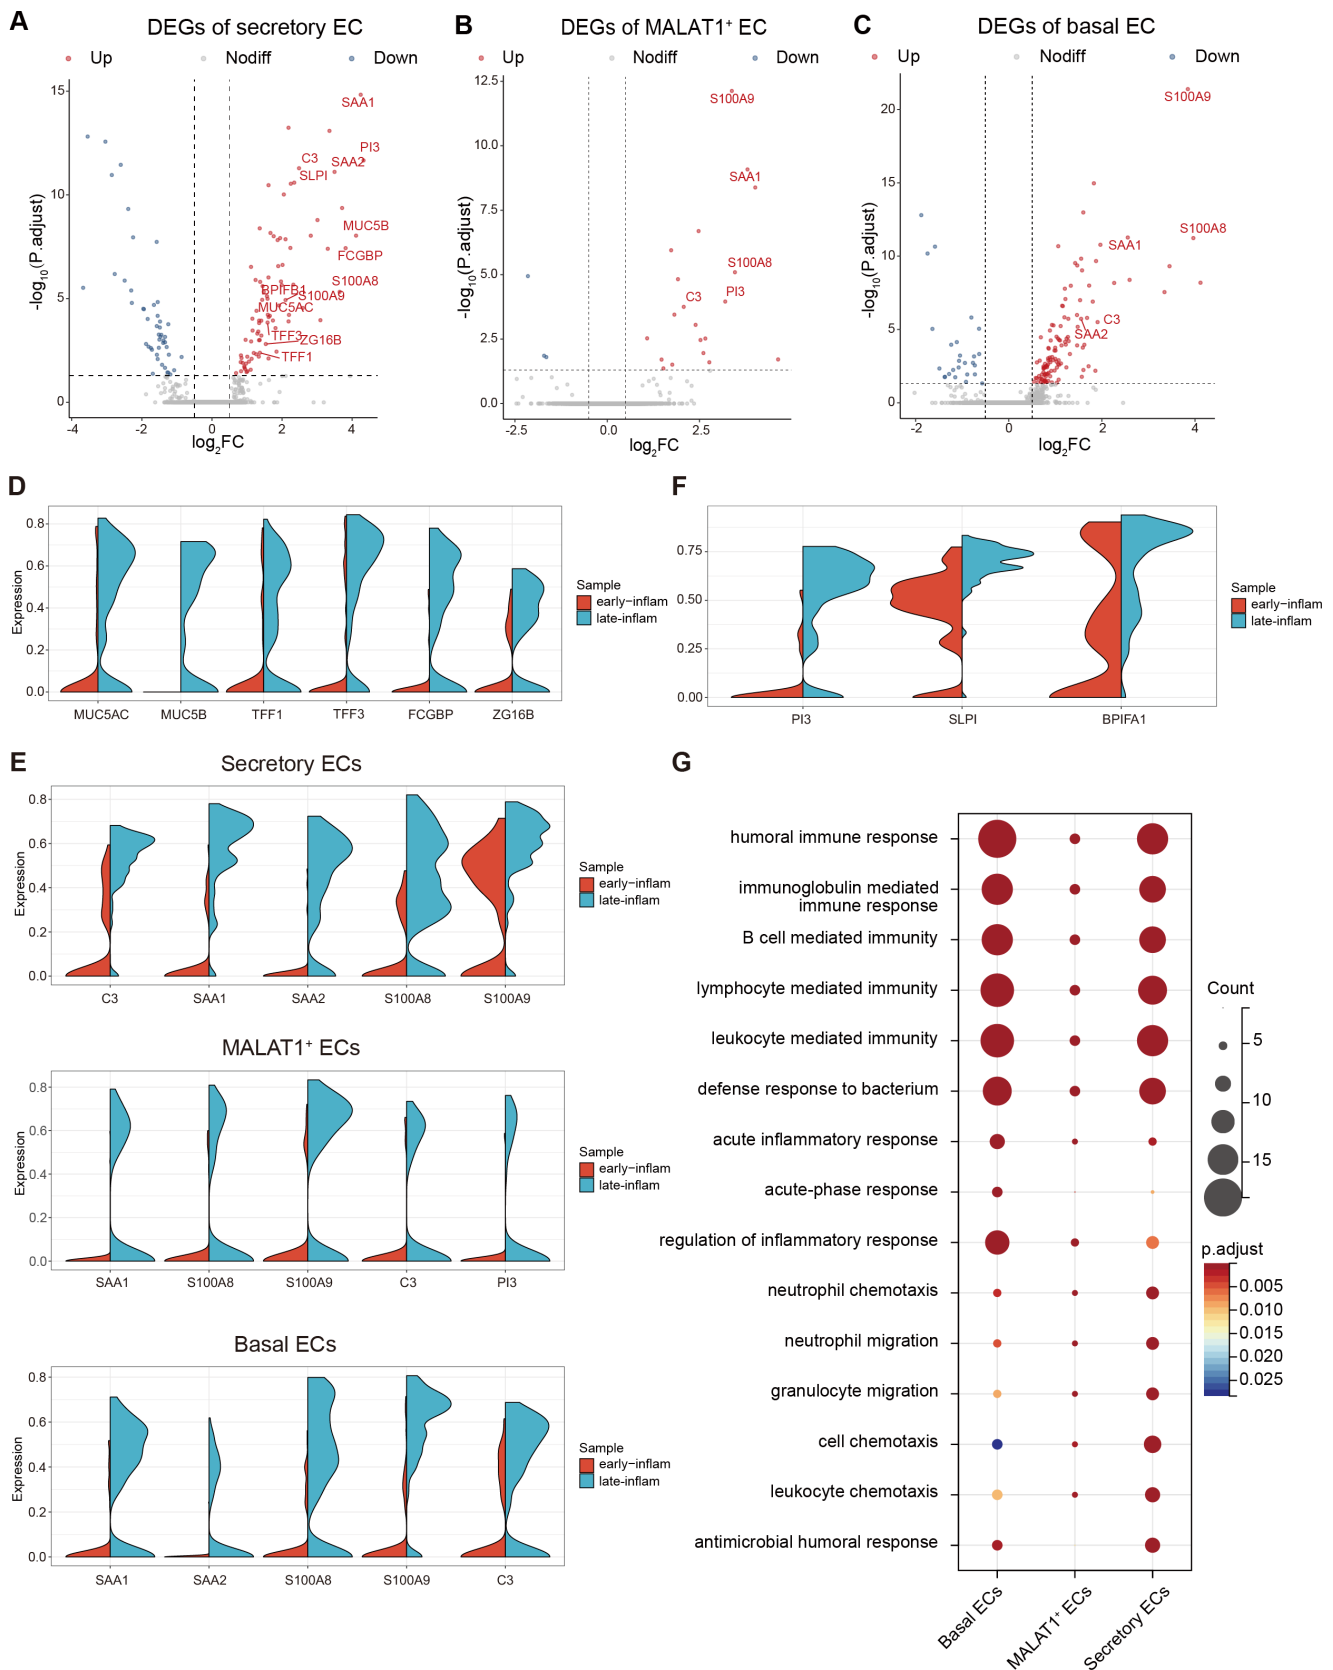 A
DEGs of secretory EC
Up
Nodiff
Down
15
10
5
0
-4
-2
0
2
4
-log10(P.adjust)
log2FC
SAA1
PI3
C3
SAA2
SLPI
MUC5B
FCGBP
S100A8
BPIFB1
S100A9
MUC5AC
TFF3
ZG16B
TFF1
B
DEGs of MALAT1+ EC
Up
Nodiff
Down
12.5
10.0
7.5
5.0
2.5
0.0
-2.5
0.0
2.5
-log10(P.adjust)
log2FC
S100A9
SAA1
S100A8
PI3
C3
C
DEGs of basal EC
Up
Nodiff
Down
20
15
10
5
0
-2
0
2
4
-log10(P.adjust)
log2FC
S100A9
S100A8
SAA1
C3
SAA2
D
Expression
0.8
0.6
0.4
0.2
0.0
MUC5AC
MUC5B
TFF1
TFF3
FCGBP
ZG16B
Sample
early-inflam
late-inflam
F
0.75
0.50
0.25
0.00
PI3
SLPI
BPIFA1
Sample
early-inflam
late-inflam
E
Secretory ECs
Expression
0.8
0.6
0.4
0.2
0.0
C3
SAA1
SAA2
S100A8
S100A9
Sample
early-inflam
late-inflam
MALAT1+ ECs
Expression
0.8
0.6
0.4
0.2
0.0
SAA1
S100A8
S100A9
C3
PI3
Sample
early-inflam
late-inflam
Basal ECs
Expression
0.8
0.6
0.4
0.2
0.0
SAA1
SAA2
S100A8
S100A9
C3
Sample
early-inflam
late-inflam
G
humoral immune response
immunoglobulin mediated
immune response
B cell mediated immunity
lymphocyte mediated immunity
leukocyte mediated immunity
defense response to bacterium
acute inflammatory response
acute-phase response
regulation of inflammatory response
neutrophil chemotaxis
neutrophil migration
granulocyte migration
cell chemotaxis
leukocyte chemotaxis
antimicrobial humoral response
Basal ECs
MALAT1+ ECs
Secretory ECs
Count
5
10
15
p.adjust
0.005
0.010
0.015
0.020
0.025